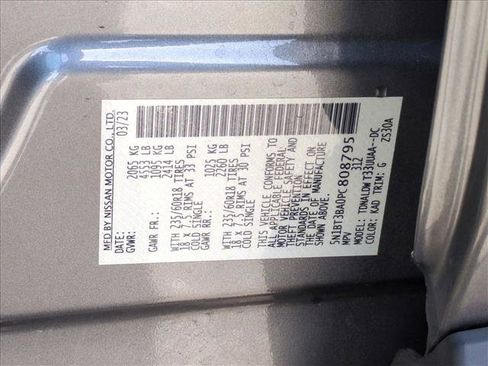 MFD BY NISSAN MOTOR CO., LTD.
DATE: 03/23
GVWR: 2065 KG
4553 LB
GAWR FR: 1095 KG
2414 LB
WITH 235/60R18 TIRES
18 X 7.5 RIMS AT 33 PSI
COLD SINGLE
GAWR RR: 1025 KG
2260 LB
WITH 235/60R18 TIRES
18 X 7.5 RIMS AT 30 PSI
COLD SINGLE
THIS VEHICLE CONFORMS TO
ALL APPLICABLE FEDERAL
MOTOR VEHICLE SAFETY AND
THEFT PREVENTION
STANDARDS IN EFFECT ON
THE DATE OF MANUFACTURE
SHOWN ABOVE.
5N1BT3BA0PC808795
MPV 312
MODEL: TDWALDWT33UUAA--DC
COLOR: KAD TRIM: G ZS30A